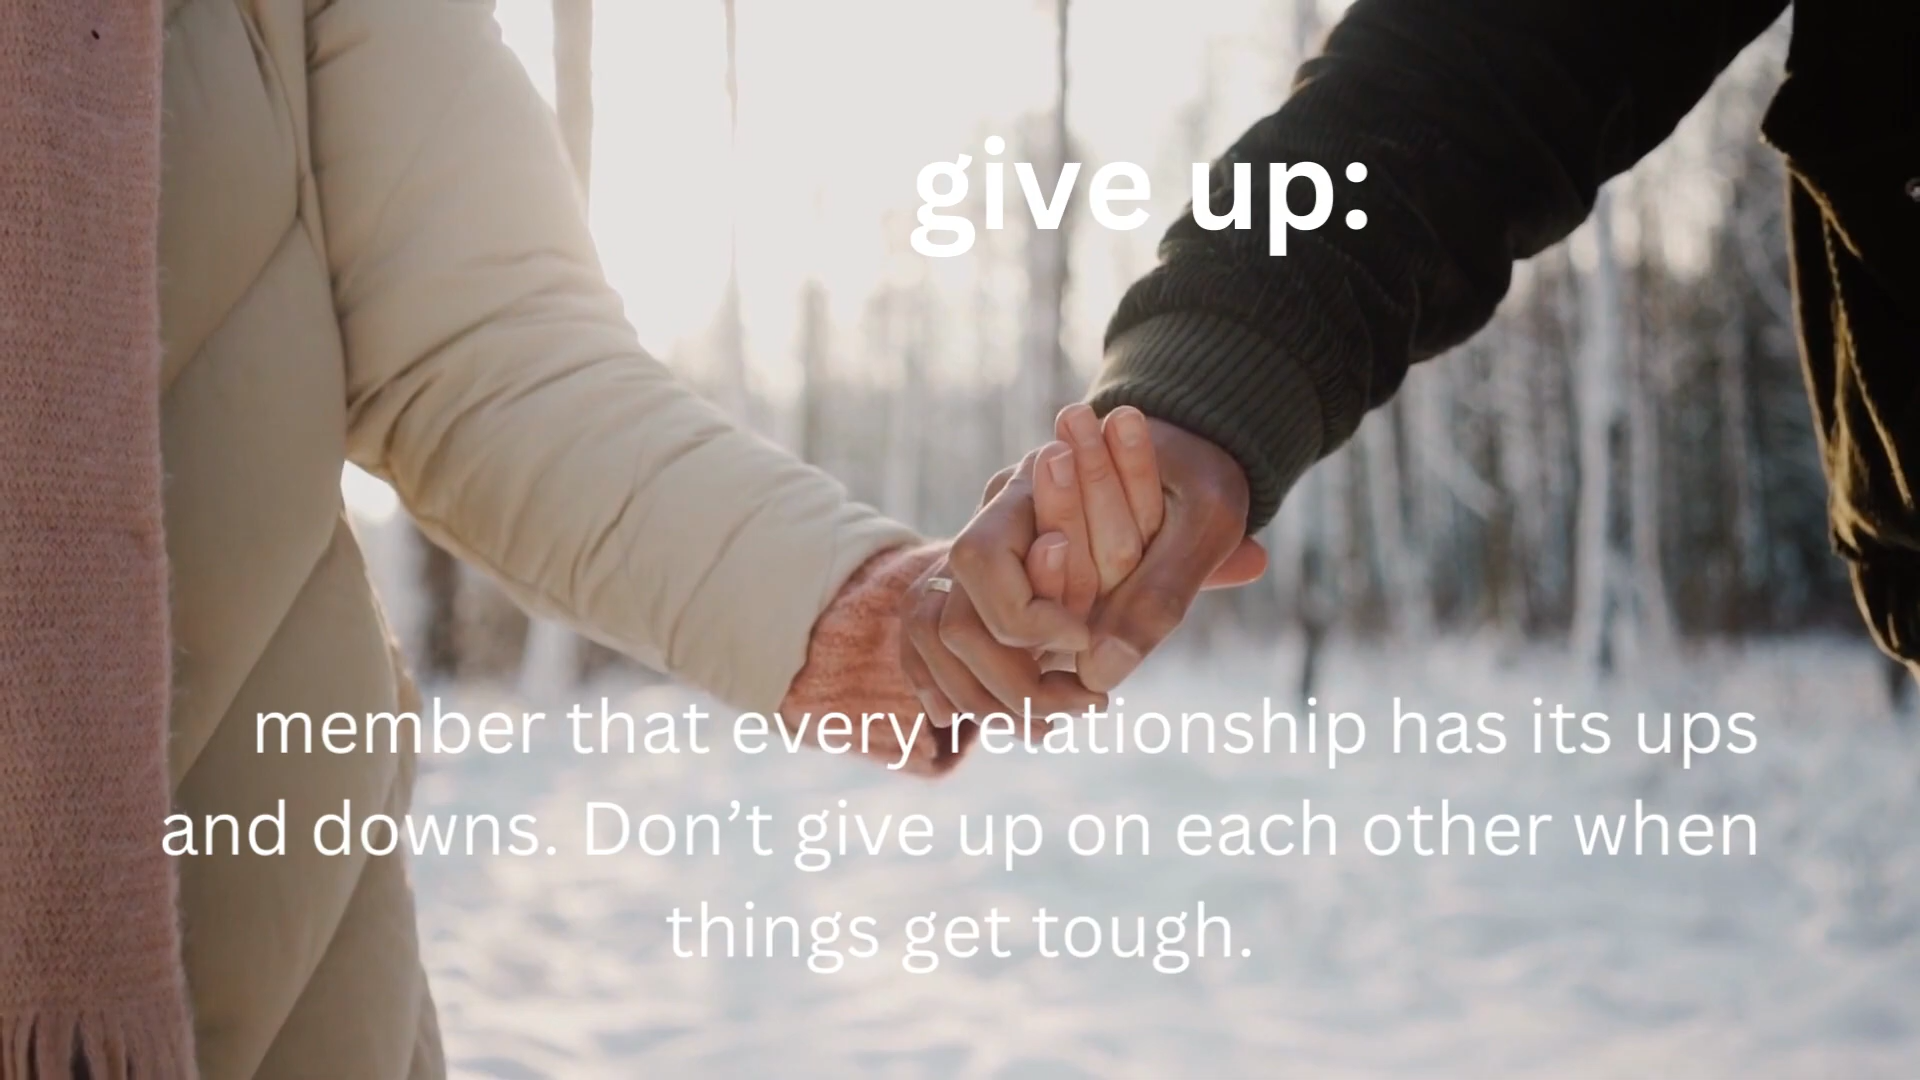 give up:
member that every relationship has its ups
and downs. Don’t give up on each other when
things get tough.